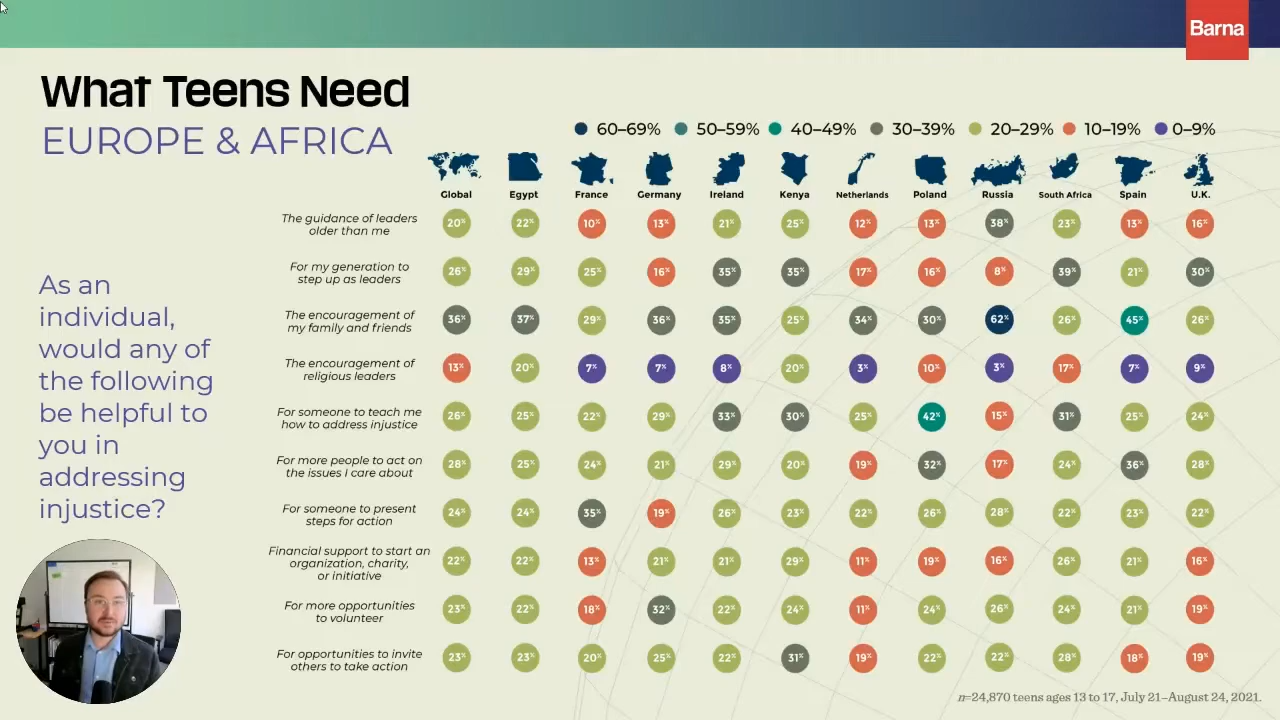 Barna
What Teens Need
EUROPE & AFRICA
60–69% 50–59% 40–49% 30–39% 20–29% 10–19% 0–9%
Global Egypt France Germany Ireland Kenya Netherlands Poland Russia South Africa Spain U.K.
The guidance of leaders
older than me
20% 22% 10% 13% 21% 25% 12% 13% 38% 23% 13% 16%
For my generation to
step up as leaders
26% 29% 25% 16% 35% 35% 17% 16% 8% 39% 21% 30%
The encouragement of
my family and friends
36% 37% 29% 36% 35% 25% 34% 30% 62% 26% 45% 26%
The encouragement of
religious leaders
13% 20% 7% 7% 8% 20% 3% 10% 3% 17% 7% 9%
For someone to teach me
how to address injustice
26% 25% 22% 29% 33% 30% 25% 42% 15% 31% 25% 24%
For more people to act on
the issues I care about
28% 25% 24% 21% 29% 20% 19% 32% 17% 24% 36% 28%
For someone to present
steps for action
24% 24% 35% 19% 26% 23% 22% 26% 28% 22% 23% 22%
Financial support to start an
organization, charity,
or initiative
22% 22% 13% 21% 21% 29% 11% 19% 16% 26% 21% 16%
For more opportunities
to volunteer
23% 22% 18% 32% 22% 24% 11% 24% 26% 24% 21% 19%
For opportunities to invite
others to take action
23% 23% 20% 25% 22% 31% 19% 22% 22% 28% 18% 19%
As an
individual,
would any of
the following
be helpful to
you in
addressing
injustice?
n=24,870 teens ages 13 to 17, July 21–August 24, 2021.